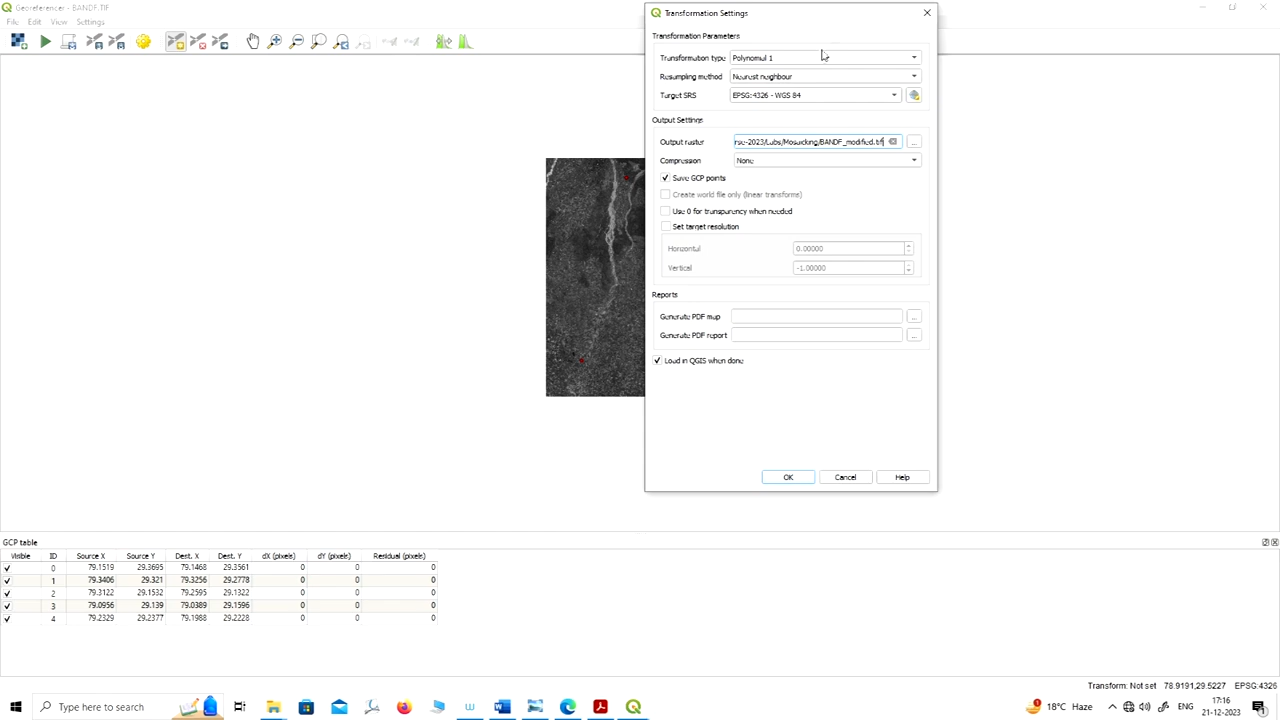 Georeferencer - BANDF.TIF
File Edit View Settings
Transformation Settings
Transformation Parameters
Transformation type Polynomial 1
Resampling method Nearest neighbour
Target SRS EPSG:4326 - WGS 84
Output Settings
Output raster rse-2023/Labs/Mosaicking/BANDF_modified.tif ...
Compression None
Save GCP points
Create world file only (linear transforms)
Use 0 for transparency when needed
Set target resolution
Horizontal 0.00000
Vertical -1.00000
Reports
Generate PDF map ...
Generate PDF report ...
Load in QGIS when done
OK Cancel Help
GCP table
Visible ID Source X Source Y Dest. X Dest. Y dX (pixels) dY (pixels) Residual (pixels)
0 79.1519 29.3695 79.1468 29.3561 0 0 0
1 79.3406 29.321 79.3256 29.2778 0 0 0
2 79.3122 29.1532 79.2595 29.1322 0 0 0
3 79.0956 29.139 79.0389 29.1596 0 0 0
4 79.2329 29.2377 79.1988 29.2228 0 0 0
Transform: Not set 78.9191,29.5227 EPSG:4326
Type here to search
18°C Haze
ENG
17:16
21-12-2023